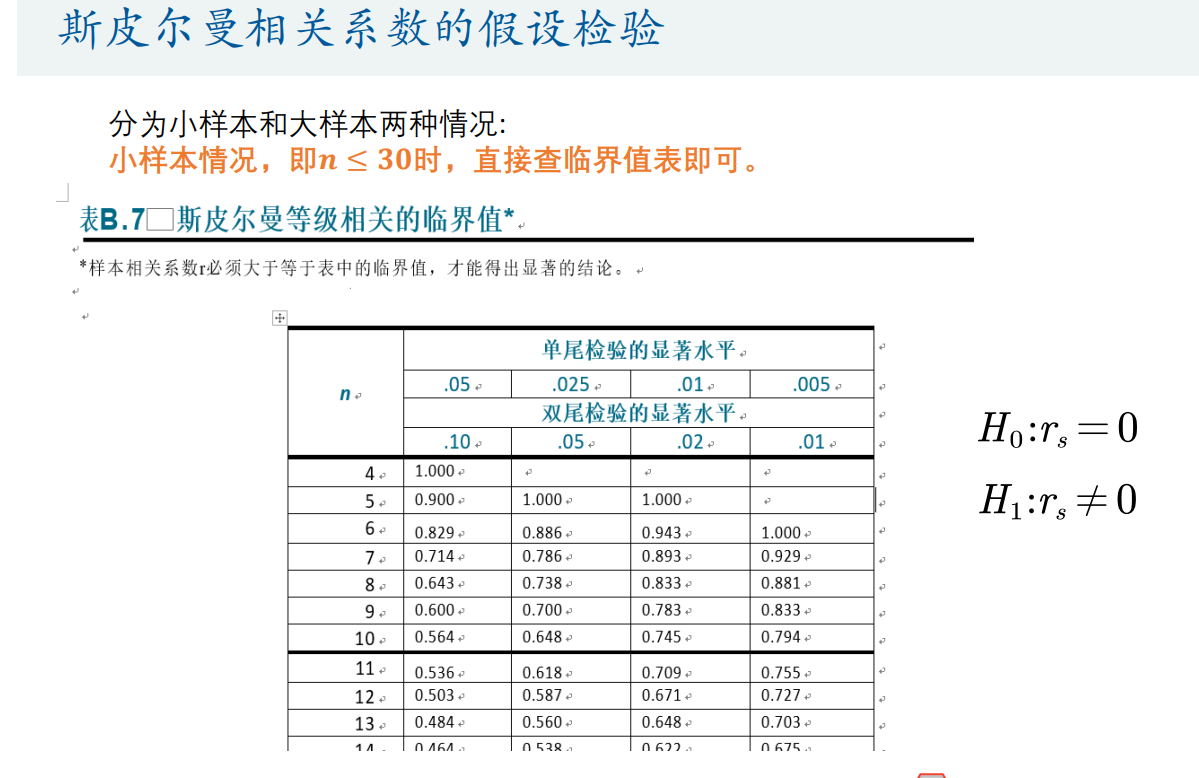 斯皮尔曼相关系数的假设检验
分为小样本和大样本两种情况:
小样本情况，即n ≤ 30时，直接查临界值表即可。
表B.7□斯皮尔曼等级相关的临界值*
*样本相关系数r必须大于等于表中的临界值，才能得出显著的结论。
n
单尾检验的显著水平
.05 .025 .01 .005
双尾检验的显著水平
.10 .05 .02 .01
4 1.000
5 0.900 1.000 1.000
6 0.829 0.886 0.943 1.000
7 0.714 0.786 0.893 0.929
8 0.643 0.738 0.833 0.881
9 0.600 0.700 0.783 0.833
10 0.564 0.648 0.745 0.794
11 0.536 0.618 0.709 0.755
12 0.503 0.587 0.671 0.727
13 0.484 0.560 0.648 0.703
14 0.464 0.538 0.622 0.675
H₀:rₛ=0
H₁:rₛ≠0